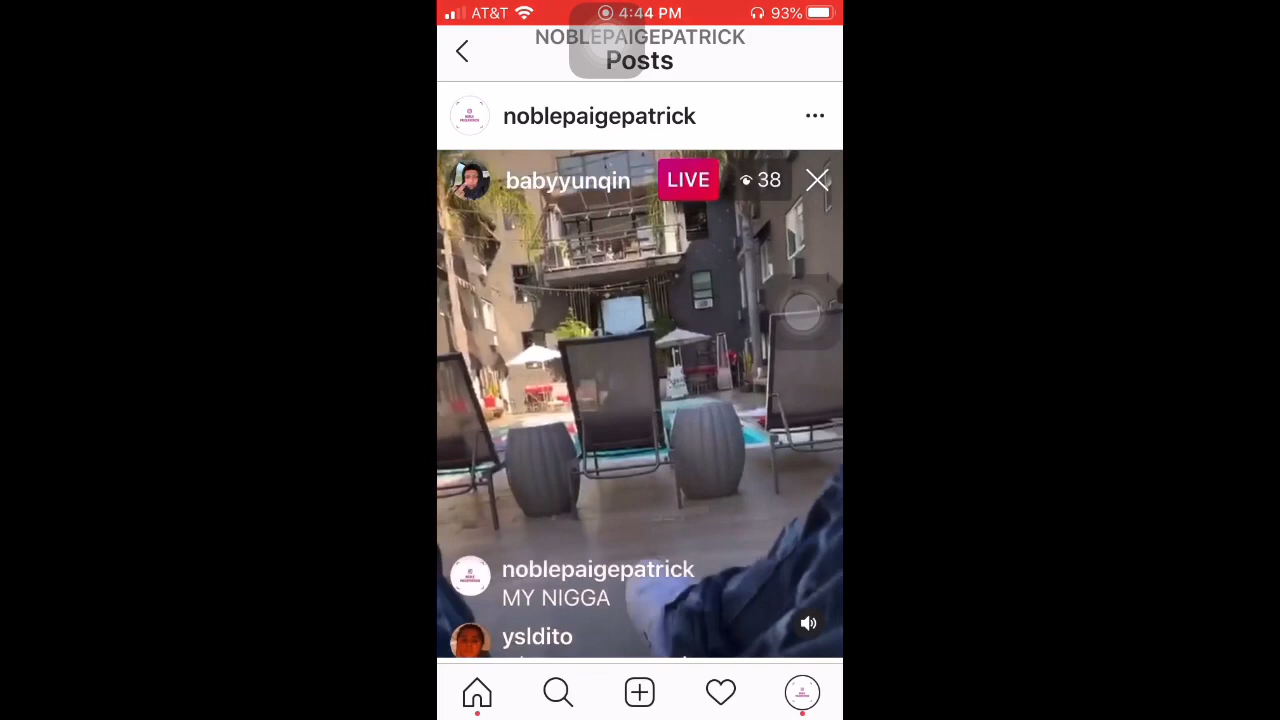 AT&T 4:44 PM 93%
NOBLEPAIGEPATRICK
Posts
noblepaigepatrick
babyyunqin LIVE 38
noblepaigepatrick
MY NIGGA
ysldito